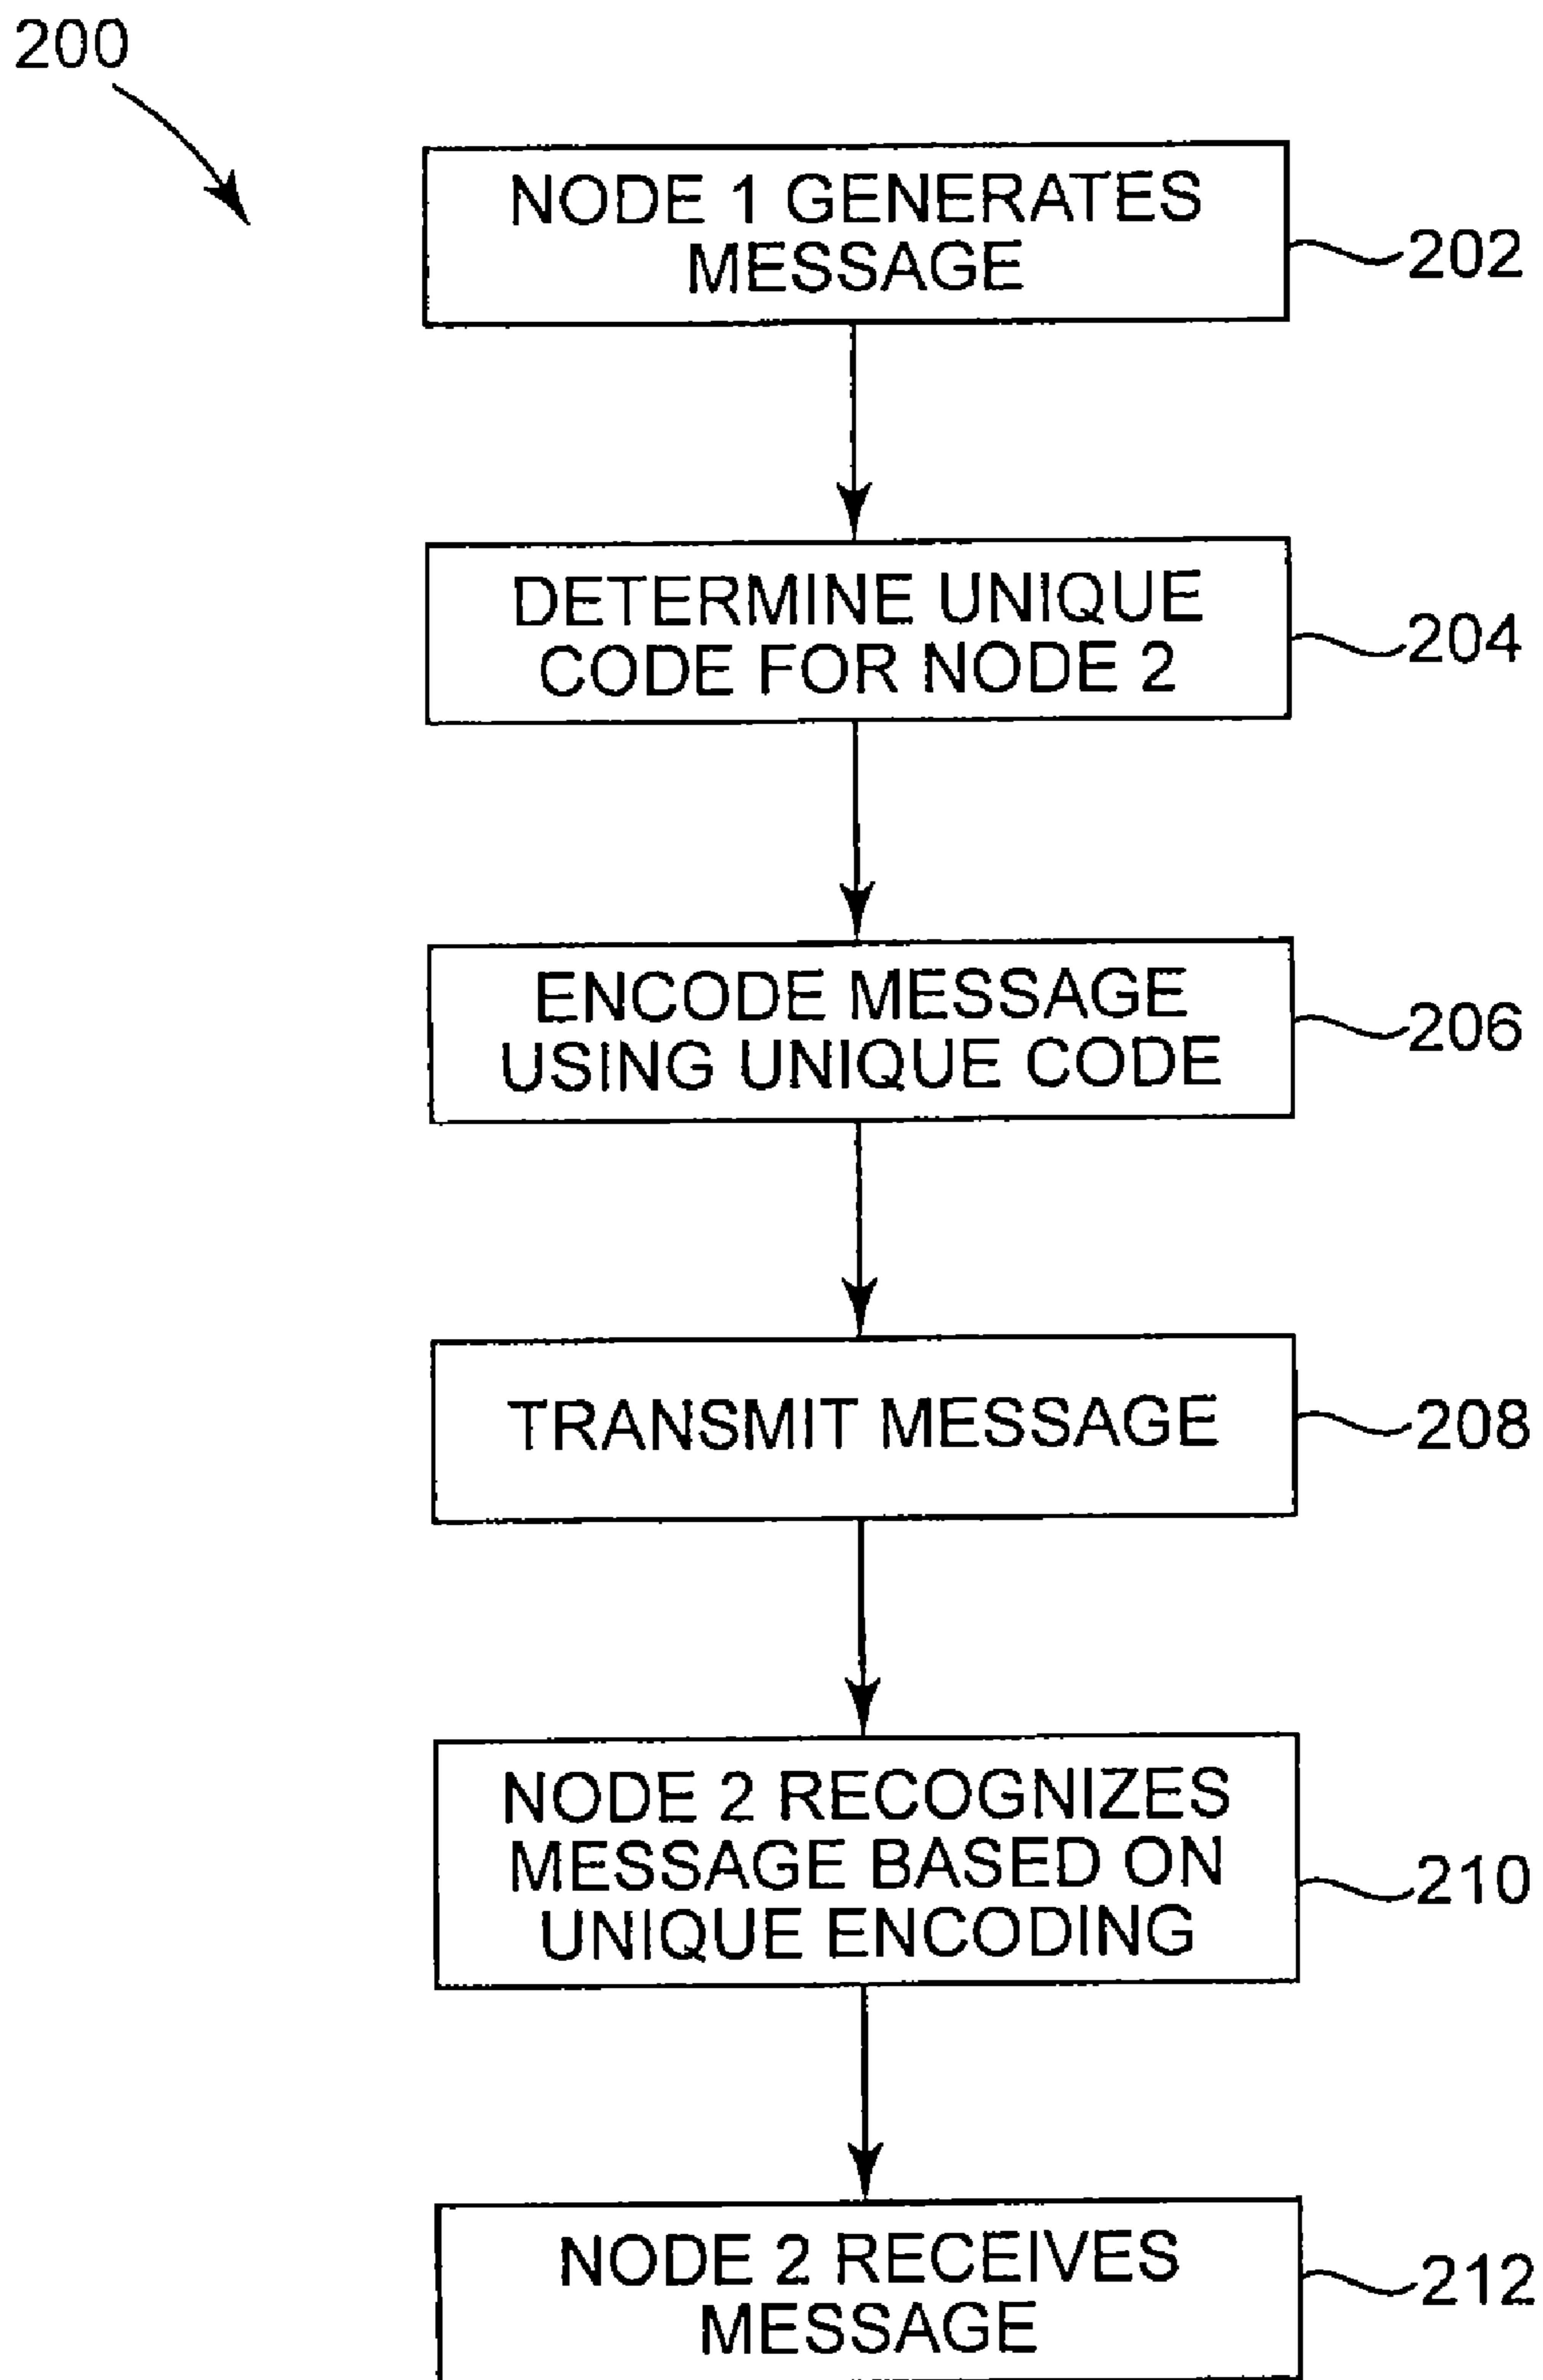 200
NODE 1 GENERATES
MESSAGE
202
DETERMINE UNIQUE
CODE FOR NODE 2
204
ENCODE MESSAGE
USING UNIQUE CODE
206
TRANSMIT MESSAGE
208
NODE 2 RECOGNIZES
MESSAGE BASED ON
UNIQUE ENCODING
210
NODE 2 RECEIVES
MESSAGE
212